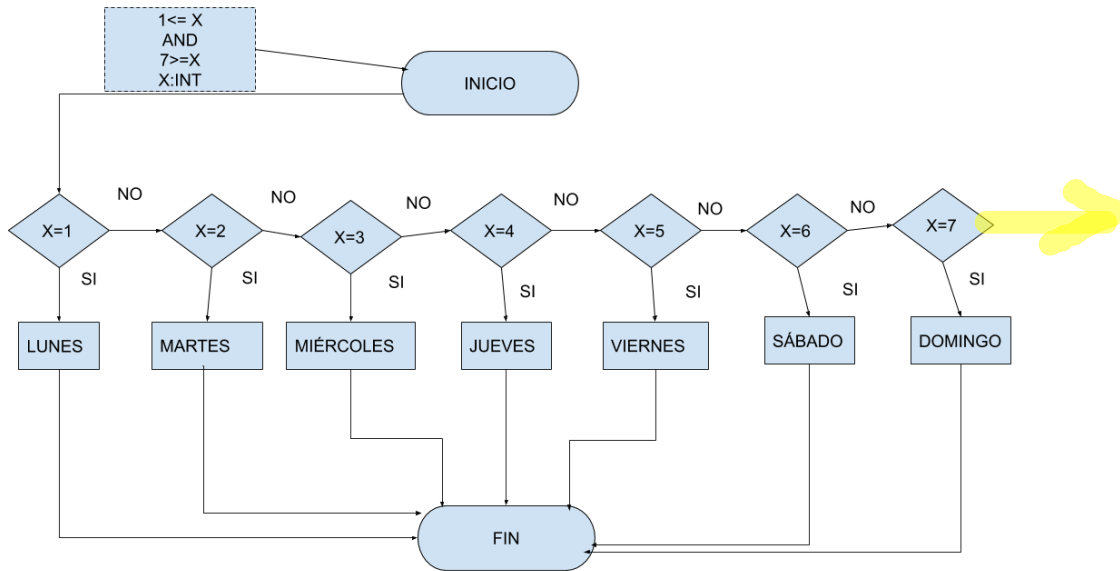 1<= X
AND
7>=X
X:INT
INICIO
NO
NO
NO
NO
NO
NO
X=1
X=2
X=3
X=4
X=5
X=6
X=7
SI
SI
SI
SI
SI
SI
SI
LUNES
MARTES
MIÉRCOLES
JUEVES
VIERNES
SÁBADO
DOMINGO
FIN